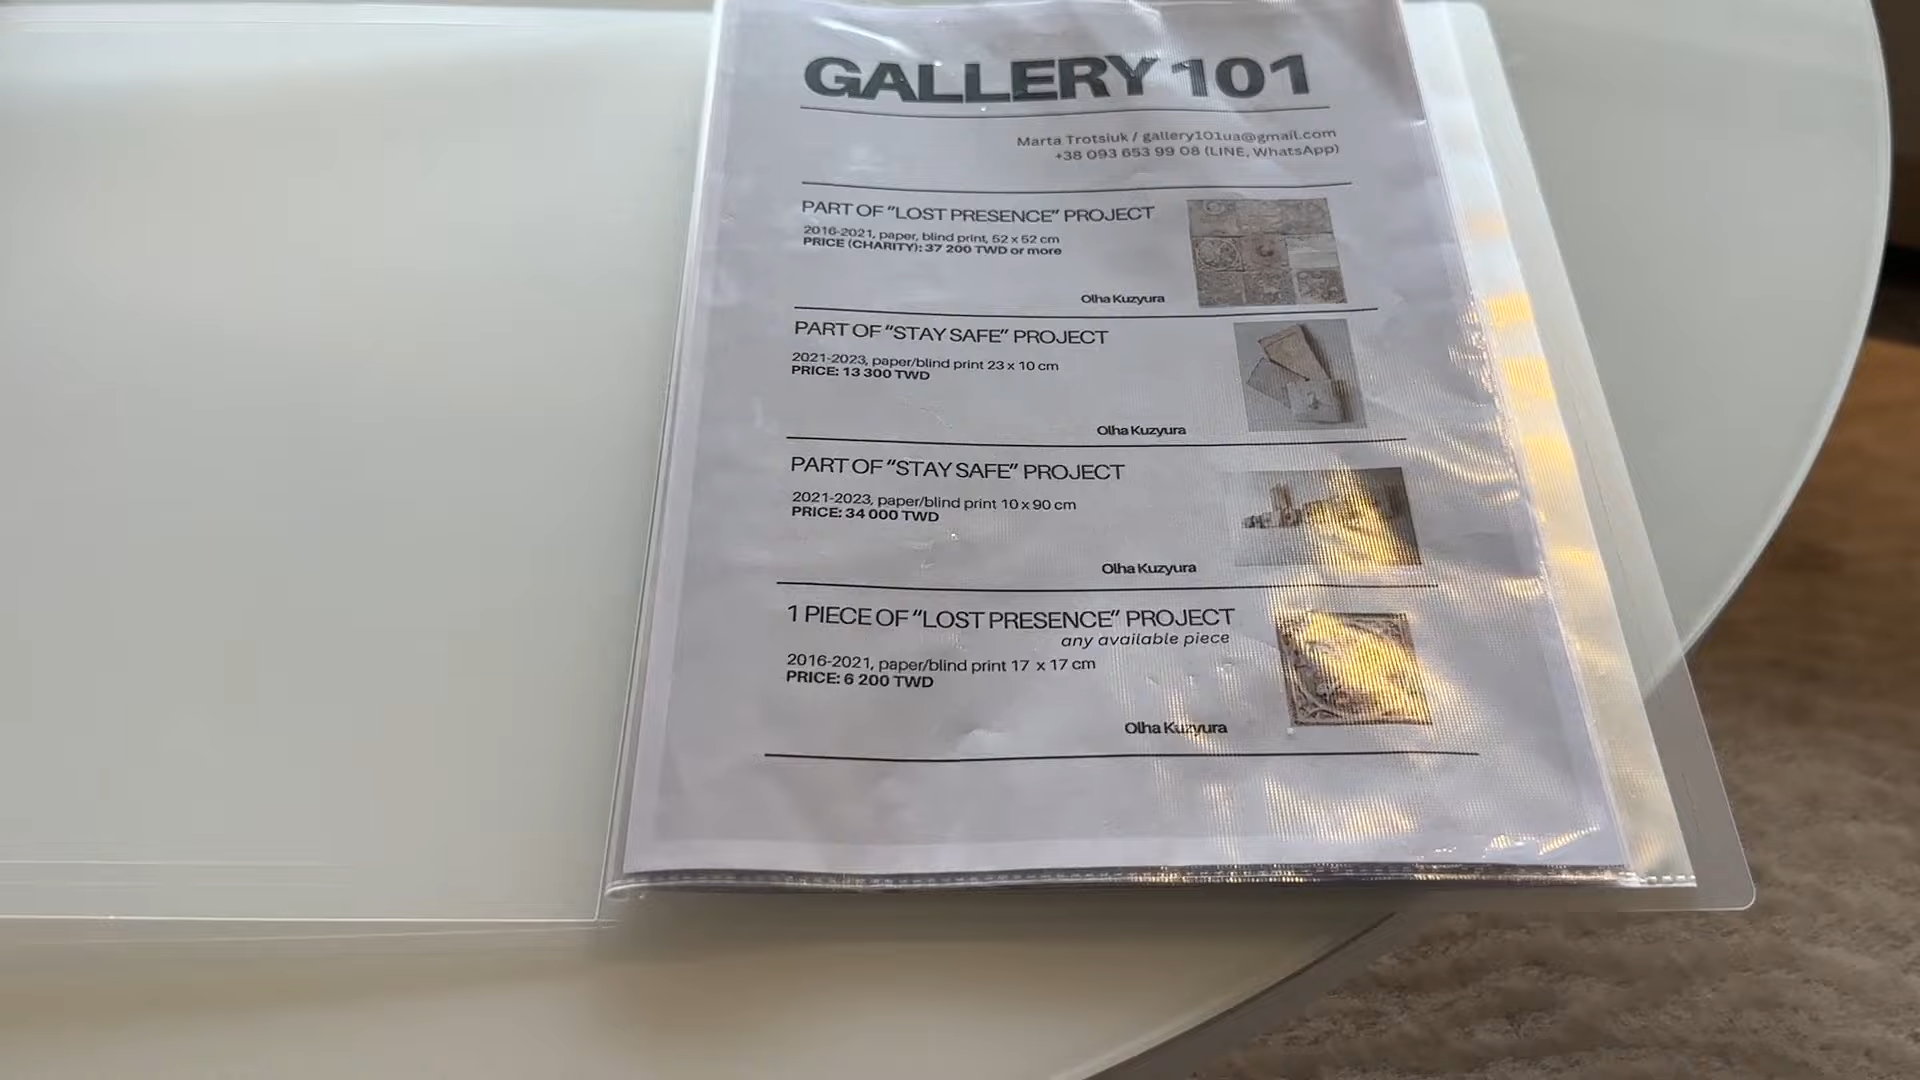 GALLERY 101
Marta Trotsiuk / gallery101ua@gmail.com
+38 093 653 99 08 (LINE, WhatsApp)
PART OF "LOST PRESENCE" PROJECT
2016-2021, paper, blind print, 52 x 52 cm
PRICE (CHARITY): 37 200 TWD or more
Olha Kuzyura
PART OF "STAY SAFE" PROJECT
2021-2023, paper/blind print 23 x 10 cm
PRICE: 13 300 TWD
Olha Kuzyura
PART OF "STAY SAFE" PROJECT
2021-2023, paper/blind print 10 x 90 cm
PRICE: 34 000 TWD
Olha Kuzyura
1 PIECE OF "LOST PRESENCE" PROJECT
any available piece
2016-2021, paper/blind print 17 x 17 cm
PRICE: 6 200 TWD
Olha Kuzyura